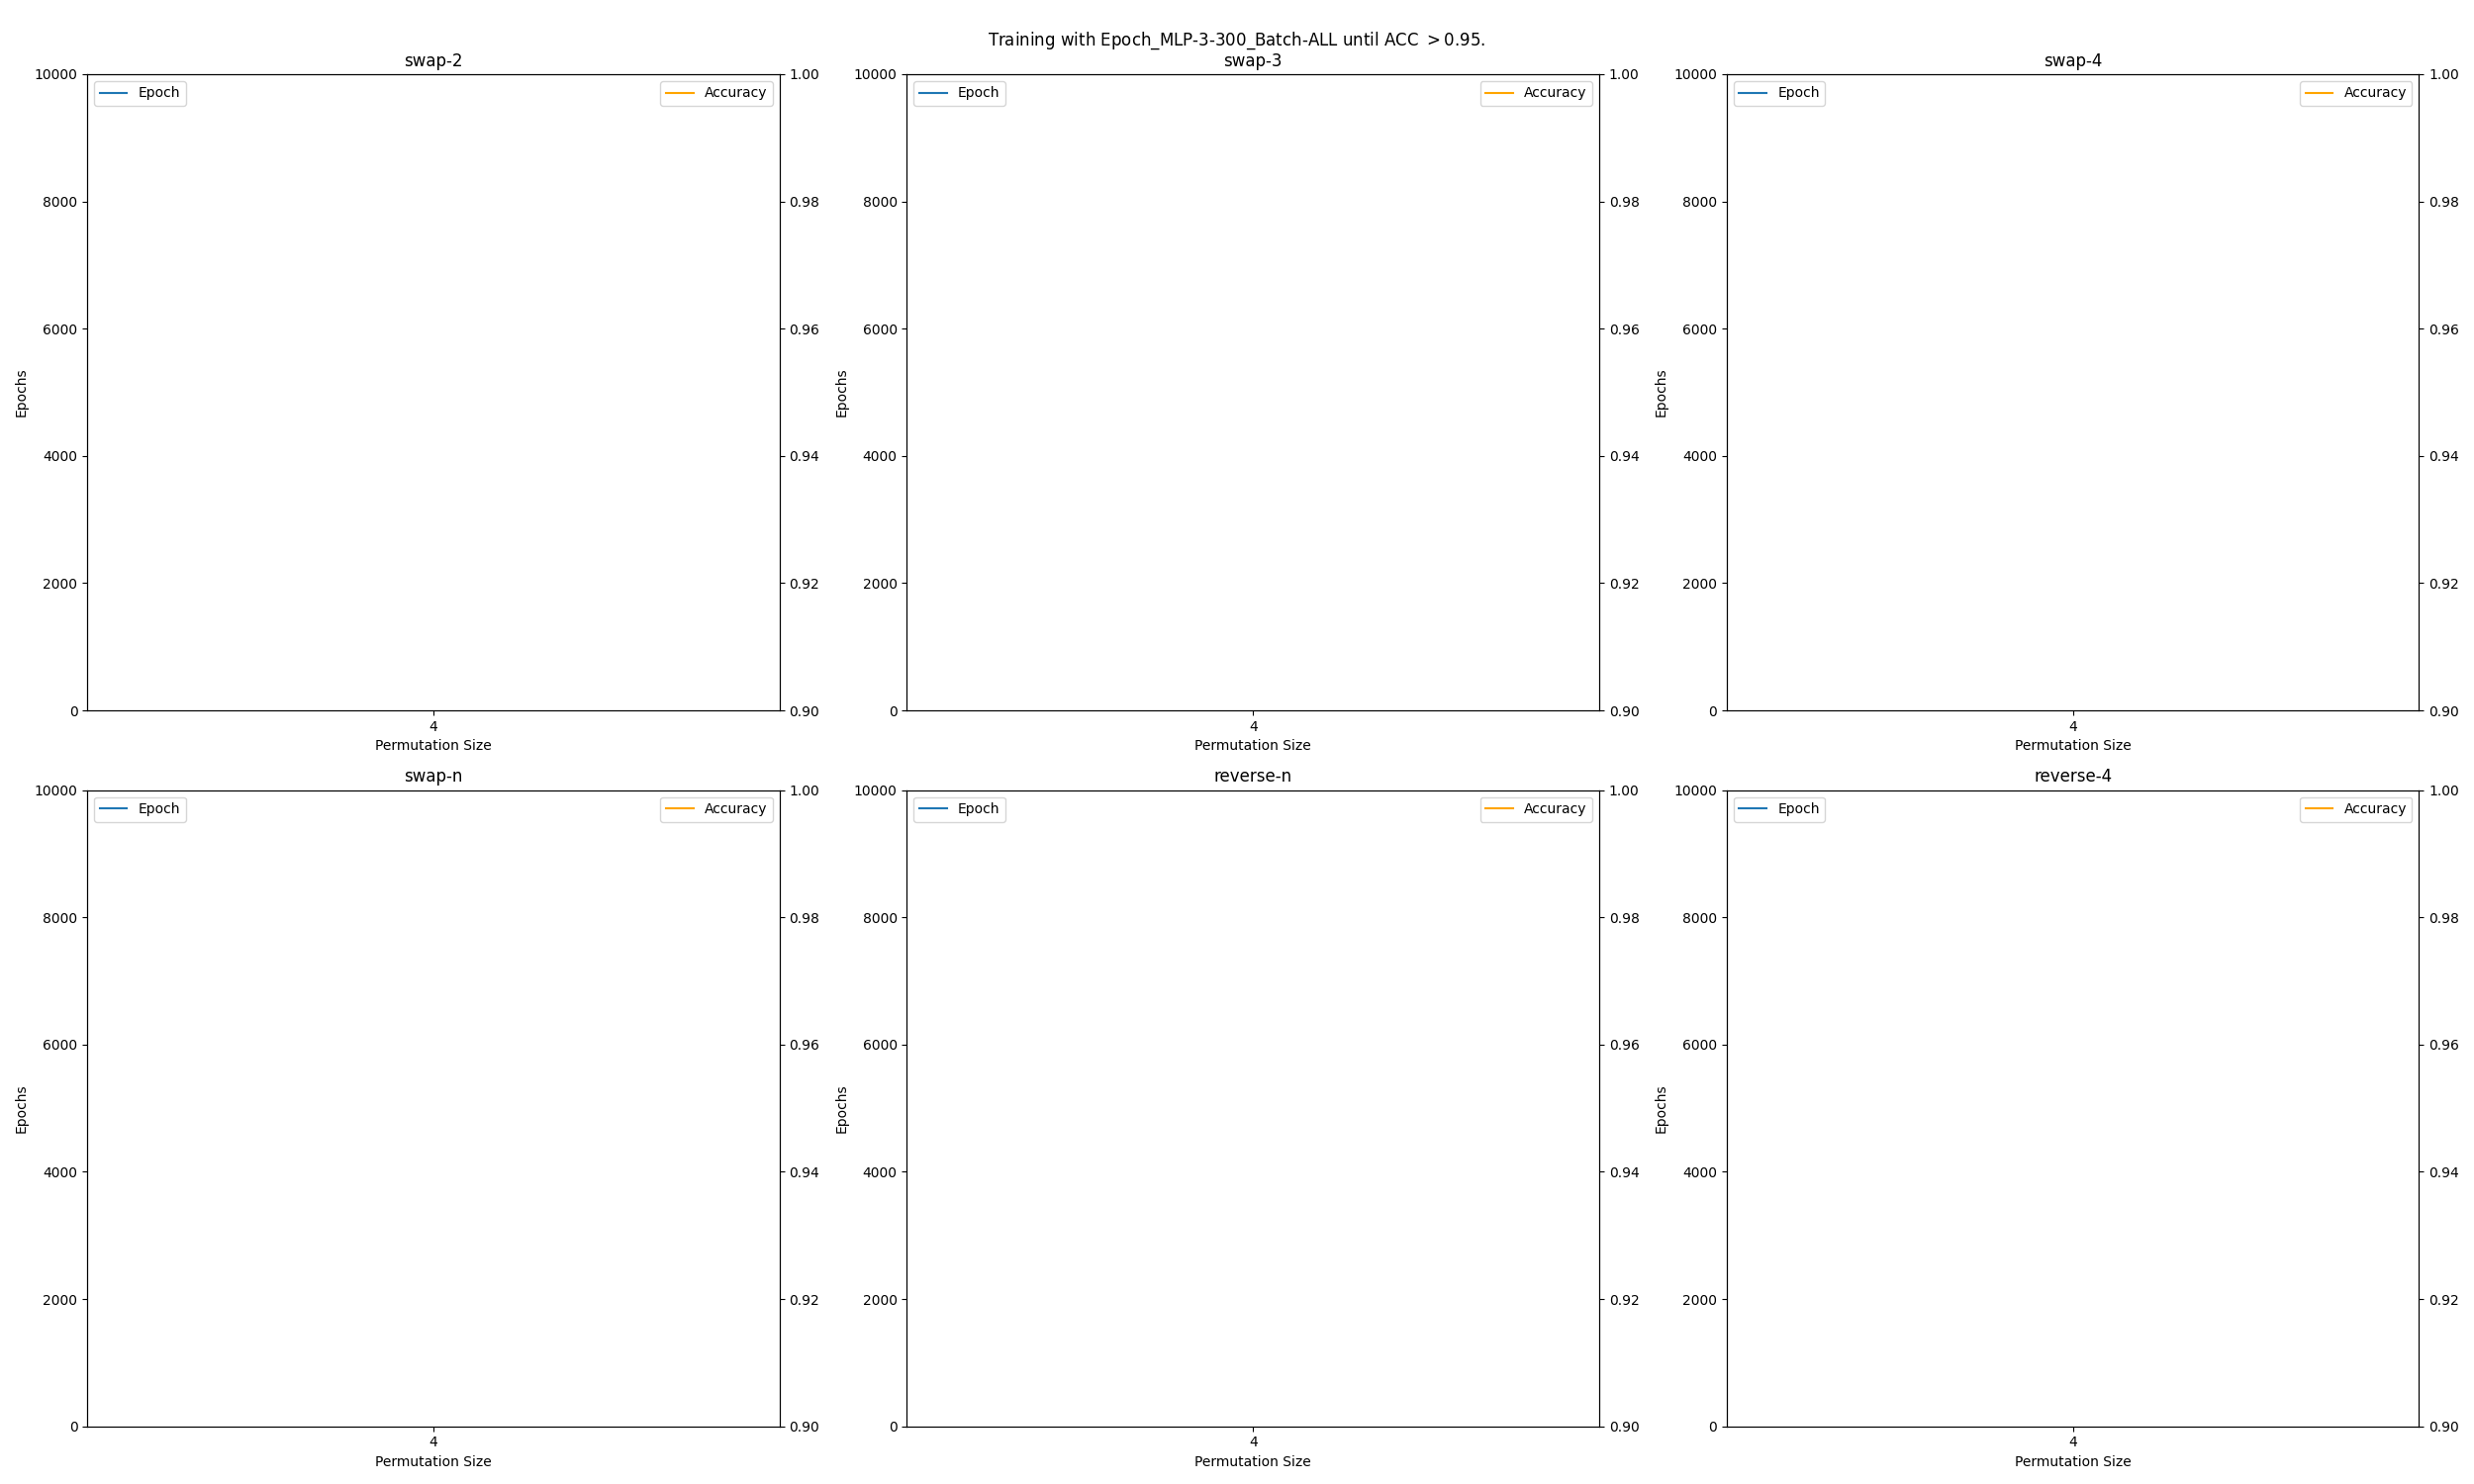 Training with Epoch_MLP-3-300_Batch-ALL until ACC >0.95.
swap-2
10000
8000
6000
4000
2000
0
Epochs
Epoch
Accuracy
1.00
0.98
0.96
0.94
0.92
0.90
4
Permutation Size
swap-3
10000
8000
6000
4000
2000
0
Epochs
Epoch
Accuracy
1.00
0.98
0.96
0.94
0.92
0.90
4
Permutation Size
swap-4
10000
8000
6000
4000
2000
0
Epochs
Epoch
Accuracy
1.00
0.98
0.96
0.94
0.92
0.90
4
Permutation Size
swap-n
10000
8000
6000
4000
2000
0
Epochs
Epoch
Accuracy
1.00
0.98
0.96
0.94
0.92
0.90
4
Permutation Size
reverse-n
10000
8000
6000
4000
2000
0
Epochs
Epoch
Accuracy
1.00
0.98
0.96
0.94
0.92
0.90
4
Permutation Size
reverse-4
10000
8000
6000
4000
2000
0
Epochs
Epoch
Accuracy
1.00
0.98
0.96
0.94
0.92
0.90
4
Permutation Size